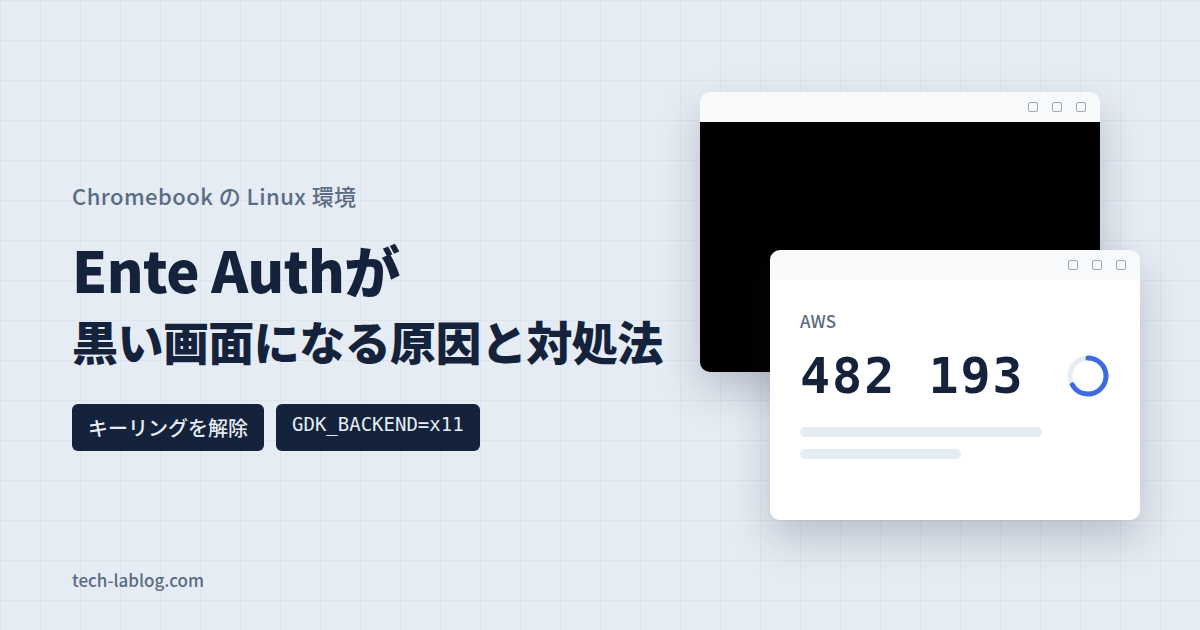 Chromebook の Linux 環境
Ente Authが
黒い画面になる原因と対処法
キーリングを解除
GDK_BACKEND=x11
AWS
482 193
tech-lablog.com